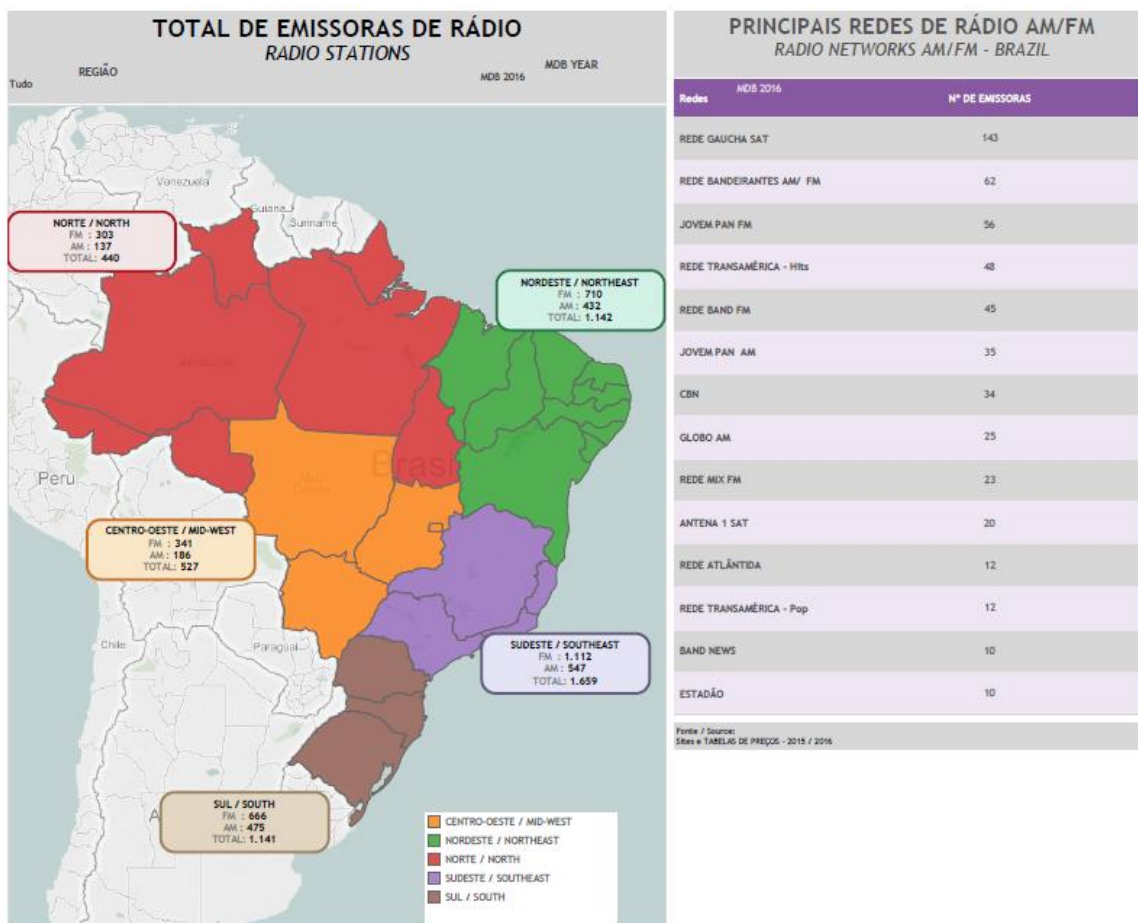 TOTAL DE EMISSORAS DE RÁDIO
RADIO STATIONS
REGIÃO
MDB YEAR
Tudo
MDB 2016
Venezuela
Guiana
Suriname
NORTE / NORTH
FM : 303
AM : 137
TOTAL: 440
NORDESTE / NORTHEAST
FM : 710
AM : 432
TOTAL: 1.142
Brasil
Peru
CENTRO-OESTE / MID-WEST
FM : 341
AM : 186
TOTAL: 527
Chile
Paraguai
SUDESTE / SOUTHEAST
FM : 1.112
AM : 547
TOTAL: 1.659
SUL / SOUTH
FM : 666
AM : 475
TOTAL: 1.141
CENTRO-OESTE / MID-WEST
NORDESTE / NORTHEAST
NORTE / NORTH
SUDESTE / SOUTHEAST
SUL / SOUTH
PRINCIPAIS REDES DE RÁDIO AM/FM
RADIO NETWORKS AM/FM - BRAZIL
MDB 2016
Redes Nº DE EMISSORAS
REDE GAUCHA SAT 143
REDE BANDEIRANTES AM/ FM 62
JOVEM PAN FM 56
REDE TRANSAMÉRICA - Hits 48
REDE BAND FM 45
JOVEM PAN AM 35
CBN 34
GLOBO AM 25
REDE MIX FM 23
ANTENA 1 SAT 20
REDE ATLÂNTIDA 12
REDE TRANSAMÉRICA - Pop 12
BAND NEWS 10
ESTADÃO 10
Fonte / Source:
Sites e TABELAS DE PREÇOS - 2015 / 2016